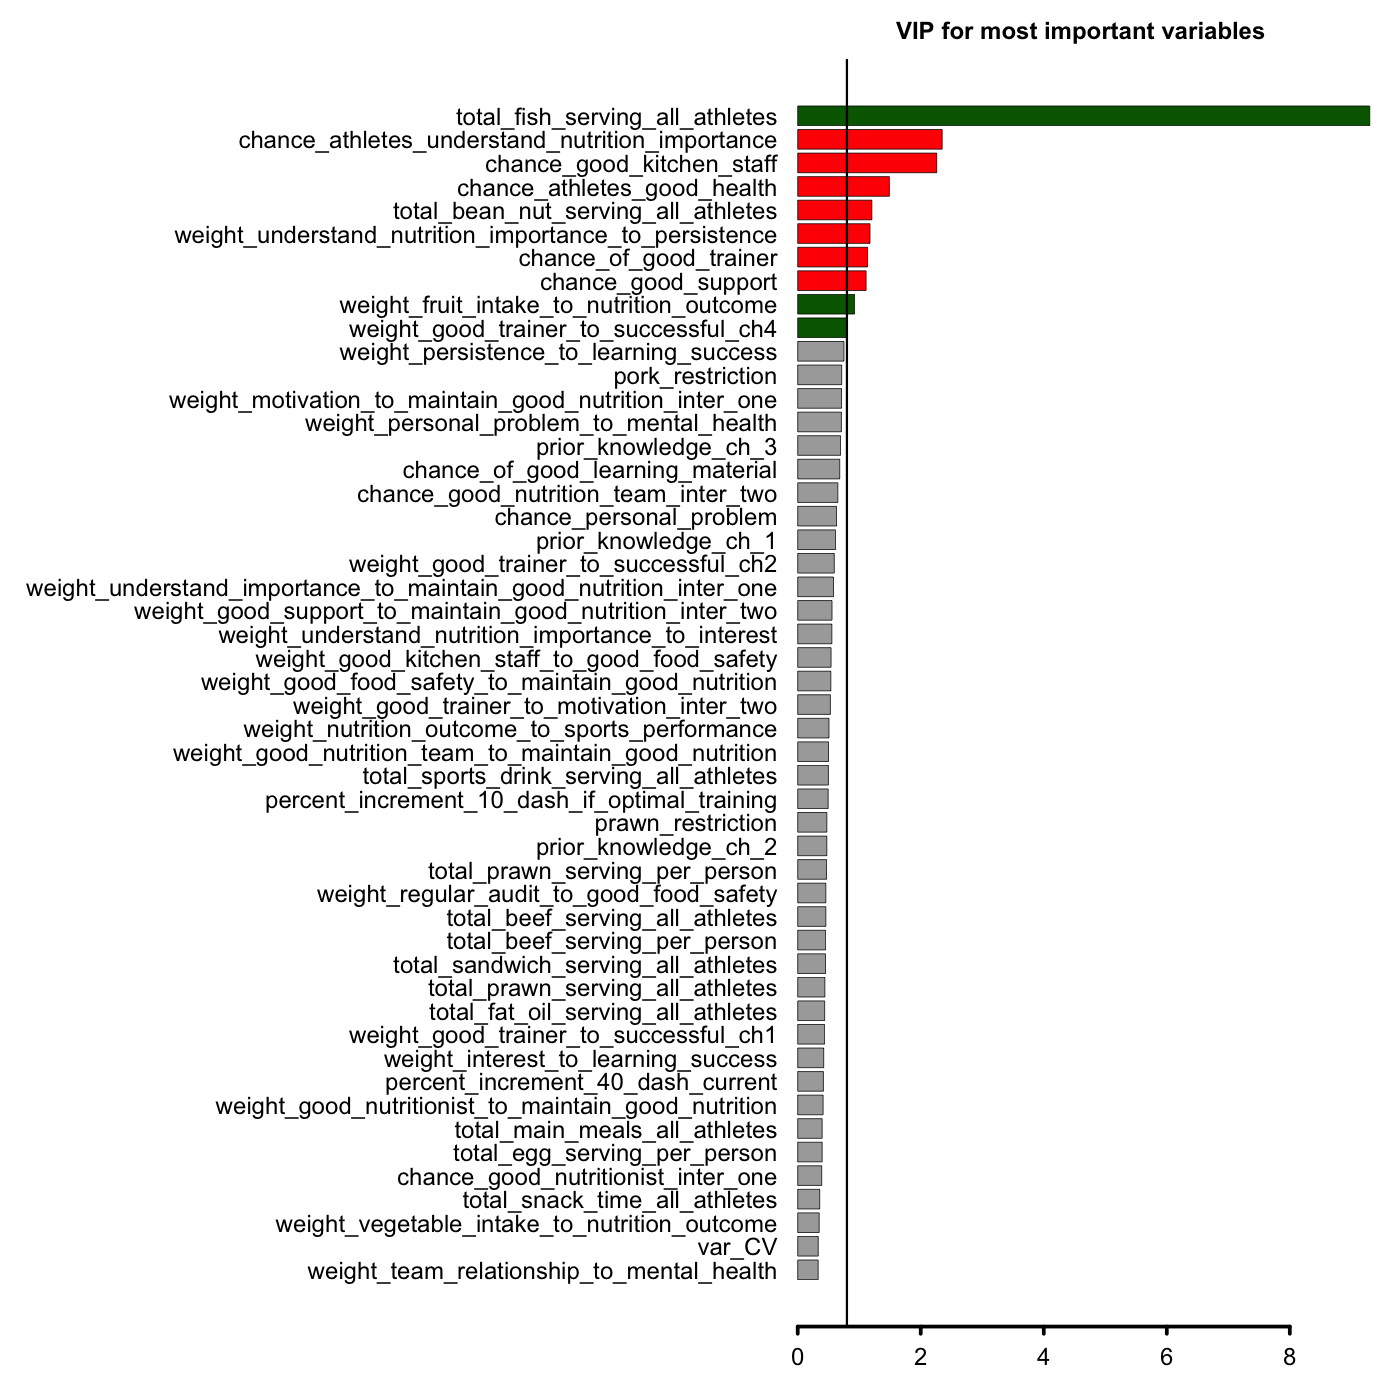 VIP for most important variables
total_fish_serving_all_athletes
chance_athletes_understand_nutrition_importance
chance_good_kitchen_staff
chance_athletes_good_health
total_bean_nut_serving_all_athletes
weight_understand_nutrition_importance_to_persistence
chance_of_good_trainer
chance_good_support
weight_fruit_intake_to_nutrition_outcome
weight_good_trainer_to_successful_ch4
weight_persistence_to_learning_success
pork_restriction
weight_motivation_to_maintain_good_nutrition_inter_one
weight_personal_problem_to_mental_health
prior_knowledge_ch_3
chance_of_good_learning_material
chance_good_nutrition_team_inter_two
chance_personal_problem
prior_knowledge_ch_1
weight_good_trainer_to_successful_ch2
weight_understand_importance_to_maintain_good_nutrition_inter_one
weight_good_support_to_maintain_good_nutrition_inter_two
weight_understand_nutrition_importance_to_interest
weight_good_kitchen_staff_to_good_food_safety
weight_good_food_safety_to_maintain_good_nutrition
weight_good_trainer_to_motivation_inter_two
weight_nutrition_outcome_to_sports_performance
weight_good_nutrition_team_to_maintain_good_nutrition
total_sports_drink_serving_all_athletes
percent_increment_10_dash_if_optimal_training
prawn_restriction
prior_knowledge_ch_2
total_prawn_serving_per_person
weight_regular_audit_to_good_food_safety
total_beef_serving_all_athletes
total_beef_serving_per_person
total_sandwich_serving_all_athletes
total_prawn_serving_all_athletes
total_fat_oil_serving_all_athletes
weight_good_trainer_to_successful_ch1
weight_interest_to_learning_success
percent_increment_40_dash_current
weight_good_nutritionist_to_maintain_good_nutrition
total_main_meals_all_athletes
total_egg_serving_per_person
chance_good_nutritionist_inter_one
total_snack_time_all_athletes
weight_vegetable_intake_to_nutrition_outcome
var_CV
weight_team_relationship_to_mental_health
0 2 4 6 8